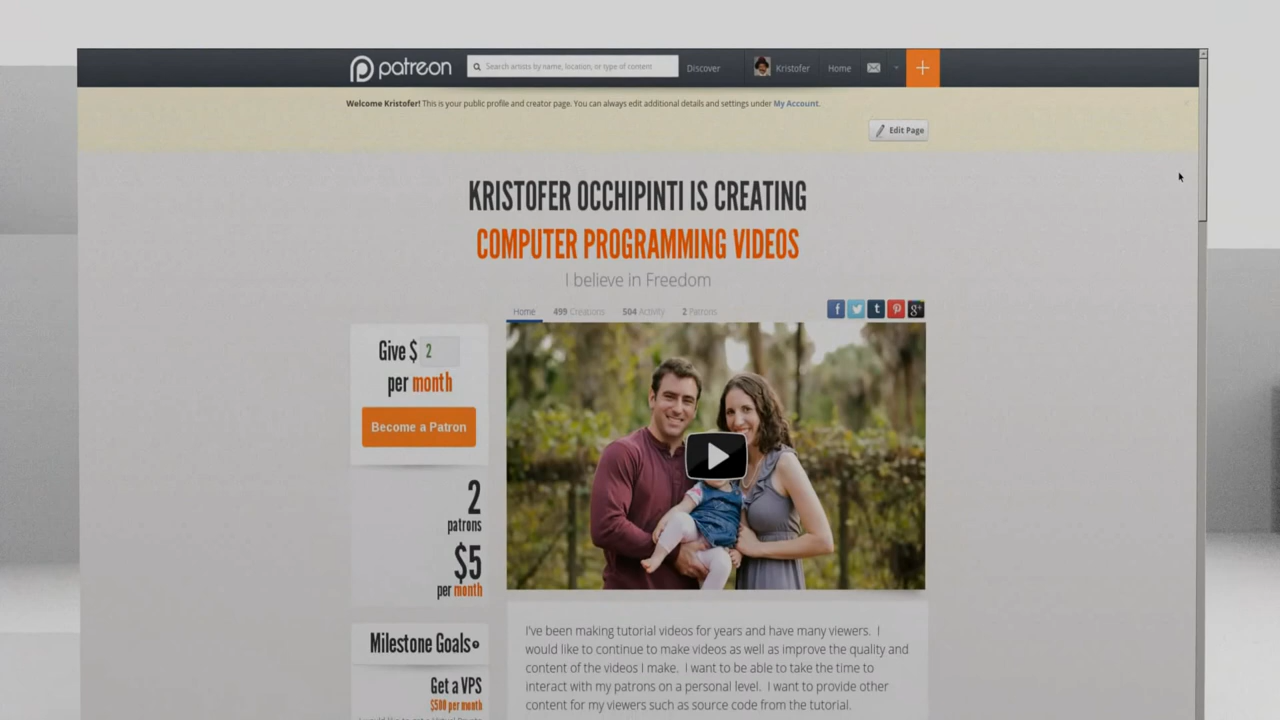 patreon
Search artists by name, location, or type of content
Discover
Kristofer
Home
Welcome Kristofer! This is your public profile and creator page. You can always edit additional details and settings under My Account.
Edit Page
KRISTOFER OCCHIPINTI IS CREATING
COMPUTER PROGRAMMING VIDEOS
I believe in Freedom
Home 499 Creations 504 Activity 2 Patrons
Give $ 2
per month
Become a Patron
2
patrons
$5
per month
Milestone Goals
Get a VPS
$500 per month
I've been making tutorial videos for years and have many viewers. I
would like to continue to make videos as well as improve the quality and
content of the videos I make. I want to be able to take the time to
interact with my patrons on a personal level. I want to provide other
content for my viewers such as source code from the tutorial.